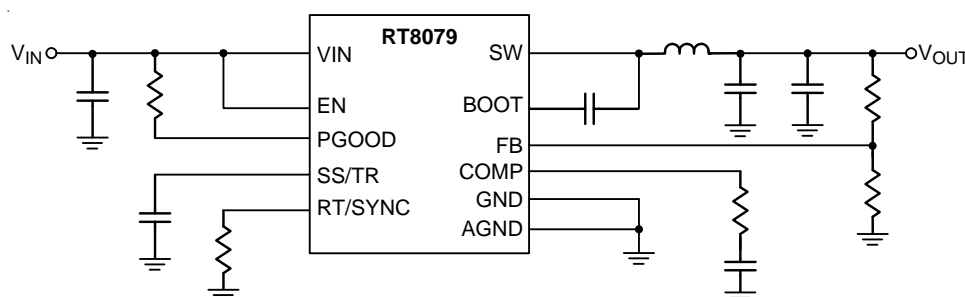 RT8079
VIN
VIN
SW
VOUT
EN
BOOT
PGOOD
FB
SS/TR
COMP
RT/SYNC
GND
AGND